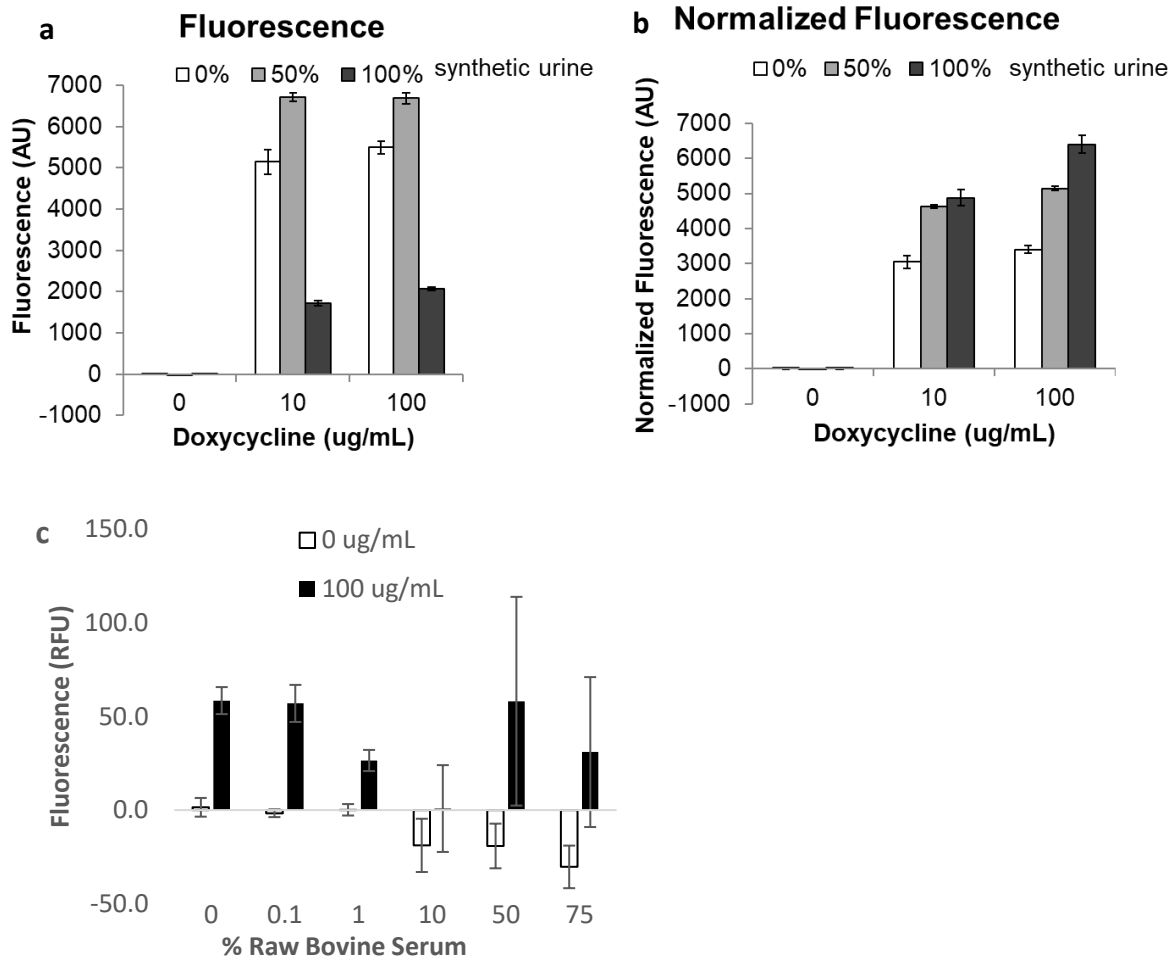 a
Fluorescence
0% 50% 100% synthetic urine
Fluorescence (AU)
7000
6000
5000
4000
3000
2000
1000
0
-1000
0 10 100
Doxycycline (ug/mL)
b
Normalized Fluorescence
0% 50% 100% synthetic urine
Normalized Fluorescence (AU)
7000
6000
5000
4000
3000
2000
1000
0
-1000
0 10 100
Doxycycline (ug/mL)
c
0 ug/mL
100 ug/mL
Fluorescence (RFU)
150.0
100.0
50.0
0.0
-50.0
0 0.1 1 10 50 75
% Raw Bovine Serum